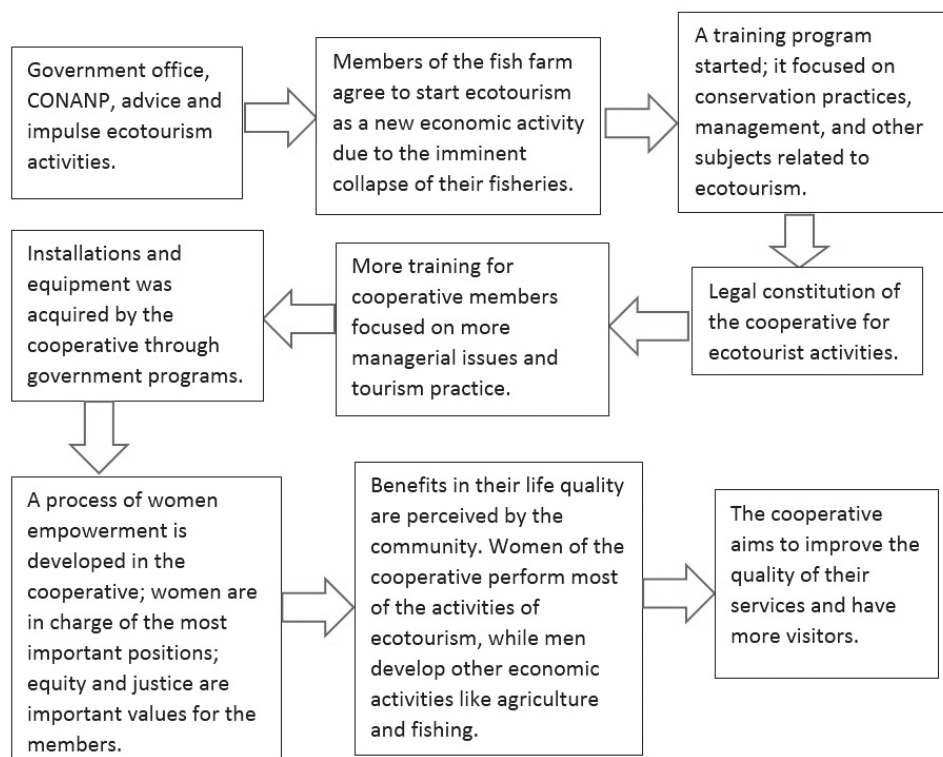 Government office,
CONANP, advice and
impulse ecotourism
activities.
Members of the fish farm
agree to start ecotourism
as a new economic activity
due to the imminent
collapse of their fisheries.
A training program
started; it focused on
conservation practices,
management, and other
subjects related to
ecotourism.
Legal constitution of
the cooperative for
ecotourist activities.
More training for
cooperative members
focused on more
managerial issues and
tourism practice.
Installations and
equipment was
acquired by the
cooperative through
government programs.
A process of women
empowerment is
developed in the
cooperative; women are
in charge of the most
important positions;
equity and justice are
important values for the
members.
Benefits in their life quality
are perceived by the
community. Women of the
cooperative perform most
of the activities of
ecotourism, while men
develop other economic
activities like agriculture
and fishing.
The cooperative
aims to improve the
quality of their
services and have
more visitors.